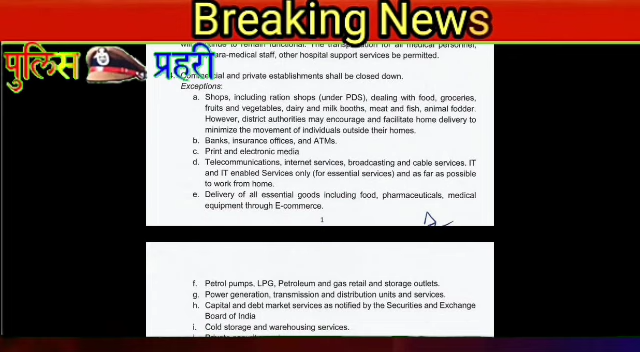 Breaking News
पुलिस प्रहरी
continue to remain functional. The transportation for all medical personnel,
para-medical staff, other hospital support services be permitted.
4. Commercial and private establishments shall be closed down.
Exceptions:
a. Shops, including ration shops (under PDS), dealing with food, groceries,
fruits and vegetables, dairy and milk booths, meat and fish, animal fodder.
However, district authorities may encourage and facilitate home delivery to
minimize the movement of individuals outside their homes.
b. Banks, insurance offices, and ATMs.
c. Print and electronic media
d. Telecommunications, internet services, broadcasting and cable services. IT
and IT enabled Services only (for essential services) and as far as possible
to work from home.
e. Delivery of all essential goods including food, pharmaceuticals, medical
equipment through E-commerce.
1
f. Petrol pumps, LPG, Petroleum and gas retail and storage outlets.
g. Power generation, transmission and distribution units and services.
h. Capital and debt market services as notified by the Securities and Exchange
Board of India
i. Cold storage and warehousing services.